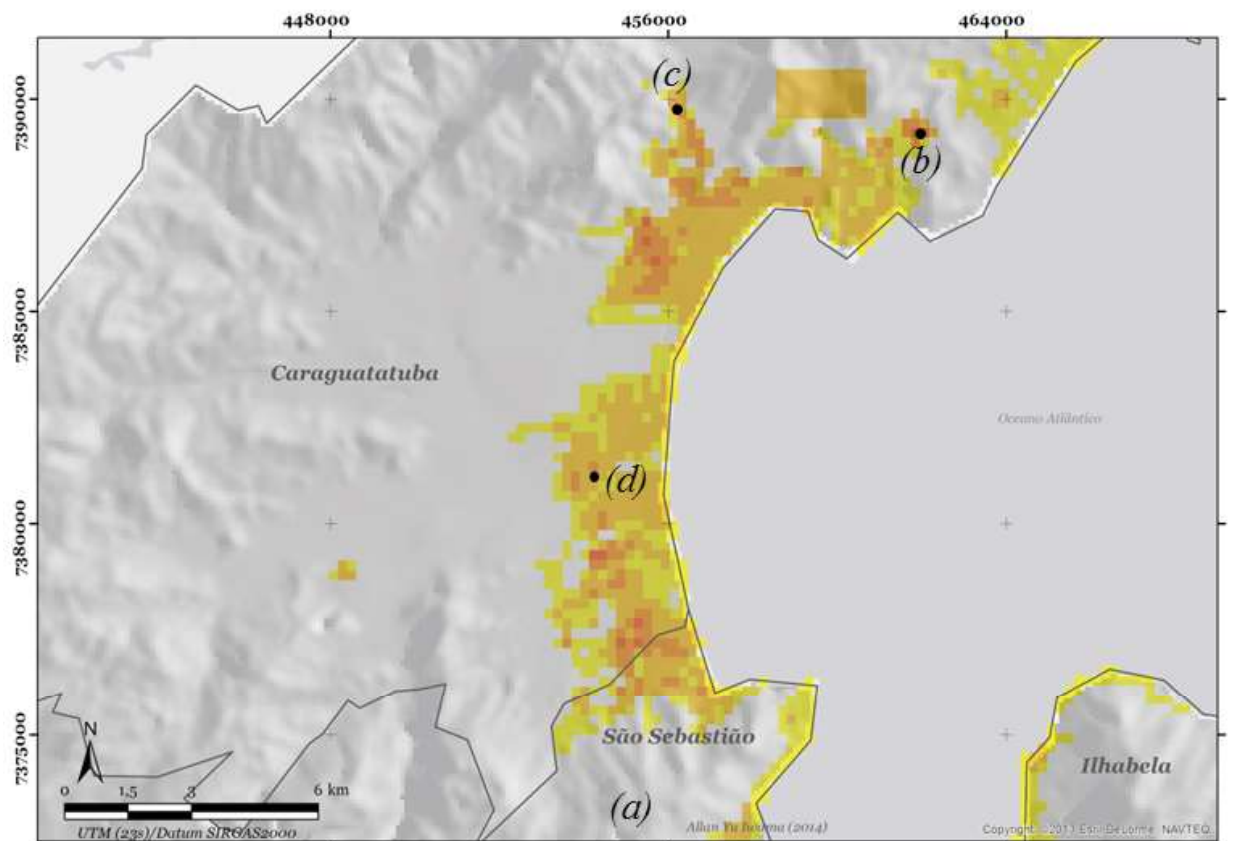 448000 456000 464000
7390000
(c)
(b)
7385000
Caraguatatuba
Oceano Atlântico
(d)
7380000
7375000
São Sebastião
Ilhabela
N
(a)
0 1,5 3 6 km
UTM (23s)/Datum SIRGAS2000
Allan Yu (2014)
Copyright: ©2013 Esri, DeLorme, NAVTEQ